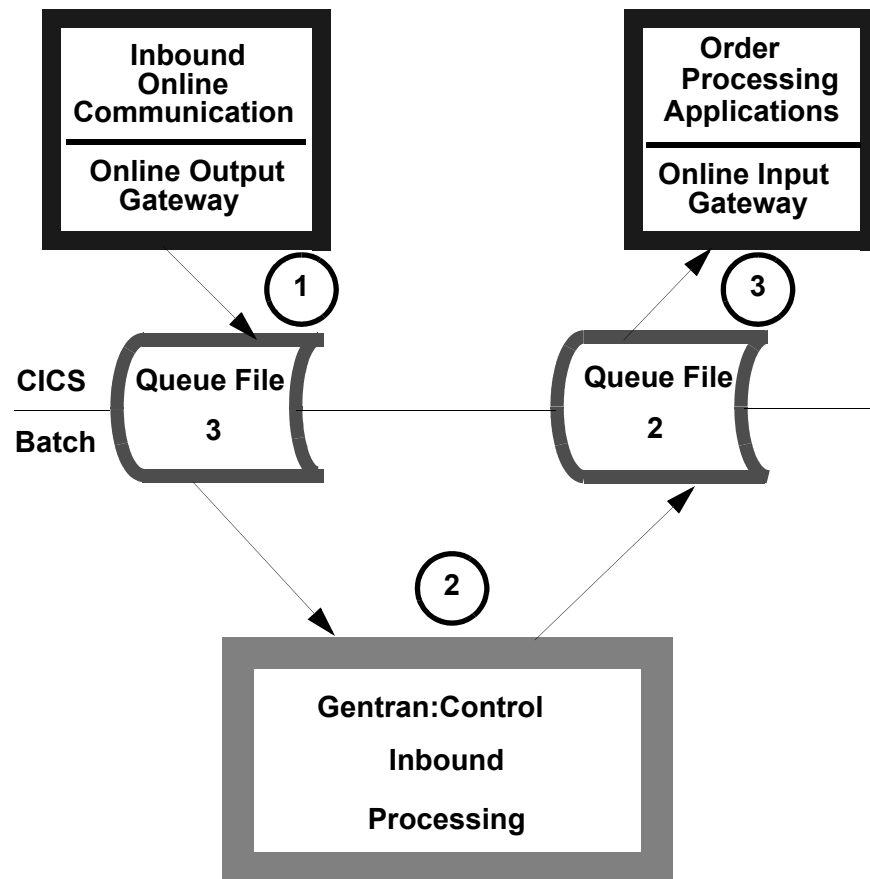 Inbound
Online
Communication
Online Output
Gateway
Order
Processing
Applications
Online Input
Gateway
1
3
CICS
Batch
Queue File
3
Queue File
2
2
Gentran:Control
Inbound
Processing